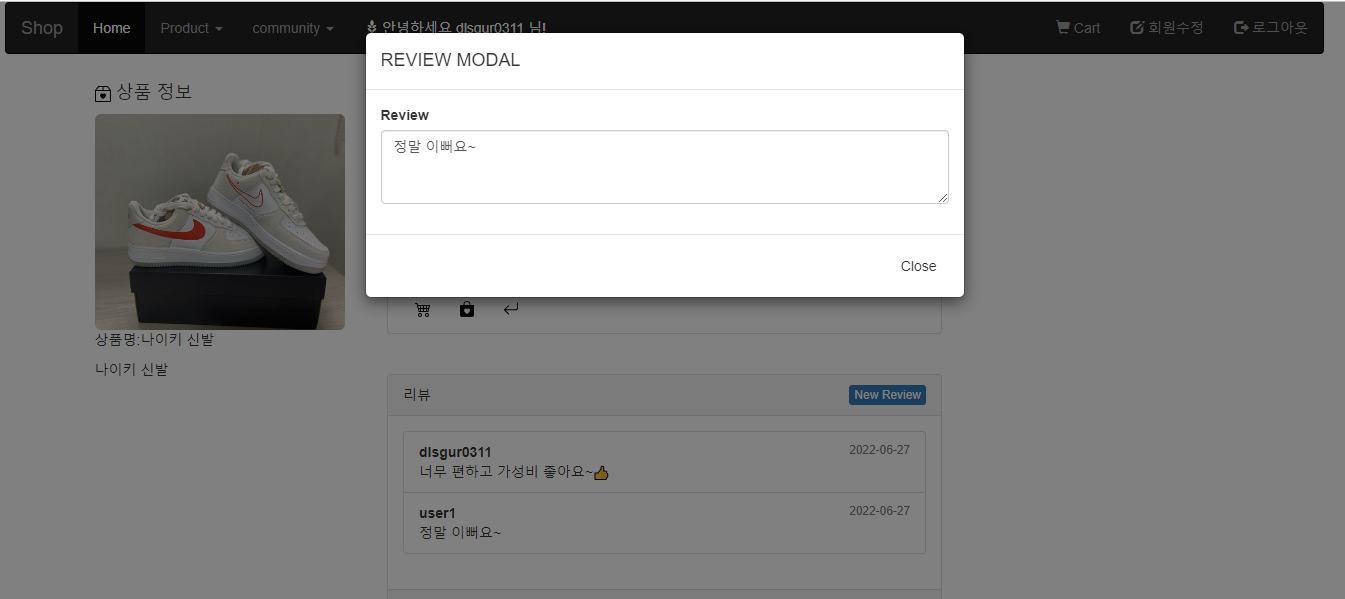 Shop Home Product community 안녕하세요 dlsgur0311 님! Cart 회원수정 로그아웃
REVIEW MODAL
Review
정말 이뻐요~
Close
상품 정보
상품명:나이키 신발
나이키 신발
리뷰 New Review
dlsgur0311 2022-06-27
너무 편하고 가성비 좋아요~👍
user1 2022-06-27
정말 이뻐요~